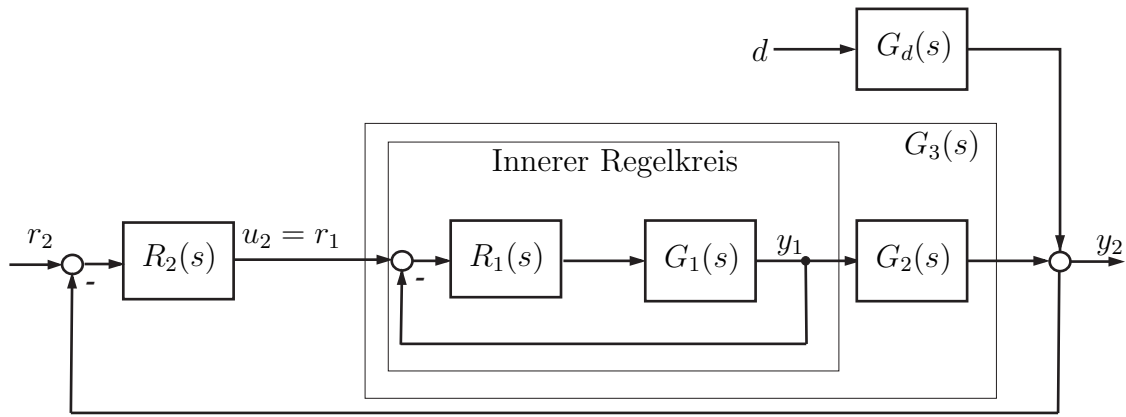 d
G_d(s)
G_3(s)
Innerer Regelkreis
r_2
R_2(s)
u_2 = r_1
R_1(s)
G_1(s)
y_1
G_2(s)
y_2
-
-